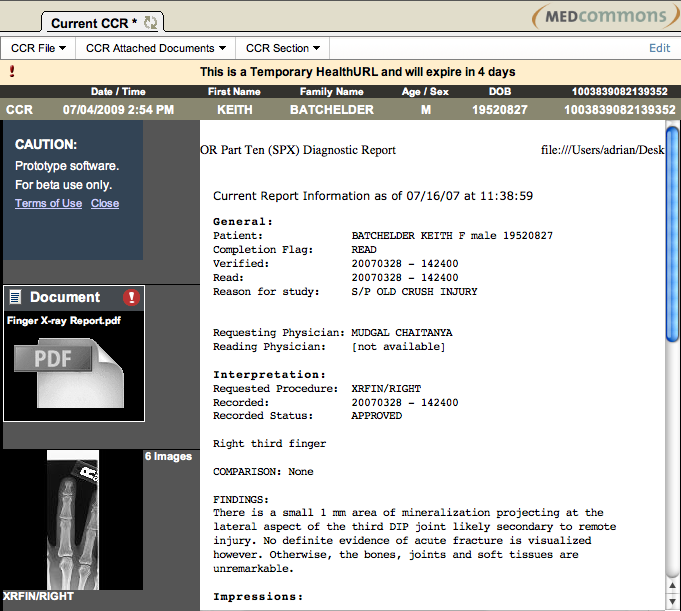 Current CCR *
MEDcommons
CCR File
CCR Attached Documents
CCR Section
Edit
! This is a Temporary HealthURL and will expire in 4 days
Date / Time First Name Family Name Age / Sex DOB 1003839082139352
CCR 07/04/2009 2:54 PM KEITH BATCHELDER M 19520827 1003839082139352
CAUTION:
Prototype software.
For beta use only.
Terms of Use Close
Document !
Finger X-ray Report.pdf
PDF
6 Images
R
XRFIN/RIGHT
OR Part Ten (SPX) Diagnostic Report file:///Users/adrian/Desk
Current Report Information as of 07/16/07 at 11:38:59
General:
Patient: BATCHELDER KEITH F male 19520827
Completion Flag: READ
Verified: 20070328 - 142400
Read: 20070328 - 142400
Reason for study: S/P OLD CRUSH INJURY
Requesting Physician: MUDGAL CHAITANYA
Reading Physician: [not available]
Interpretation:
Requested Procedure: XRFIN/RIGHT
Recorded: 20070328 - 142400
Recorded Status: APPROVED
Right third finger
COMPARISON: None
FINDINGS:
There is a small 1 mm area of mineralization projecting at the
lateral aspect of the third DIP joint likely secondary to remote
injury. No definite evidence of acute fracture is visualized
however. Otherwise, the bones, joints and soft tissues are
unremarkable.
Impressions: